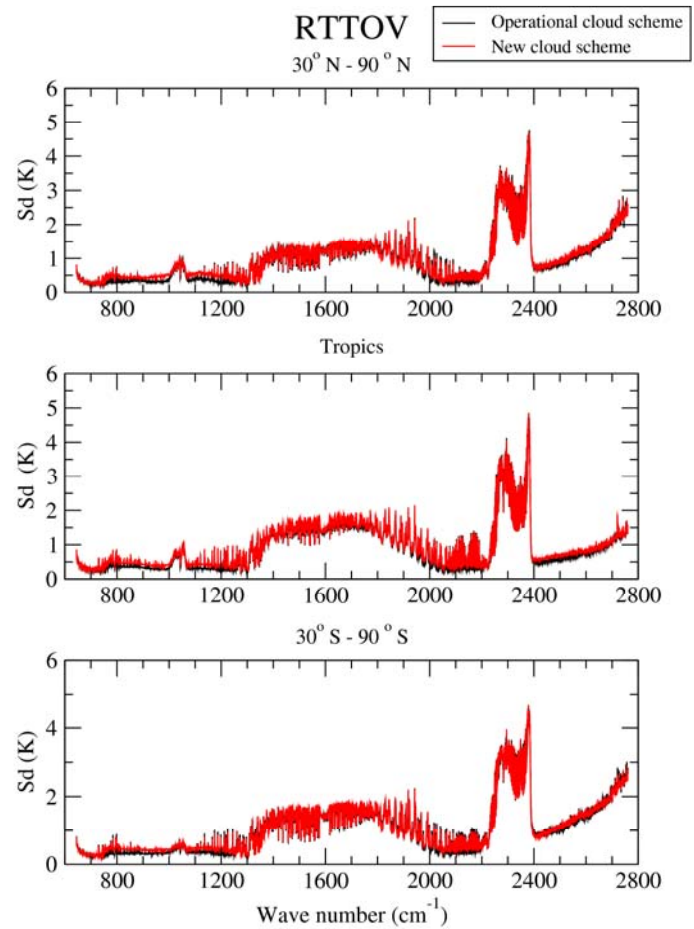 RTTOV
Operational cloud scheme
New cloud scheme
30° N - 90° N
6
5
4
3
2
1
0
Sd (K)
800 1200 1600 2000 2400 2800
Tropics
6
5
4
3
2
1
0
Sd (K)
800 1200 1600 2000 2400 2800
30° S - 90° S
6
4
2
0
Sd (K)
800 1200 1600 2000 2400 2800
Wave number (cm⁻¹)